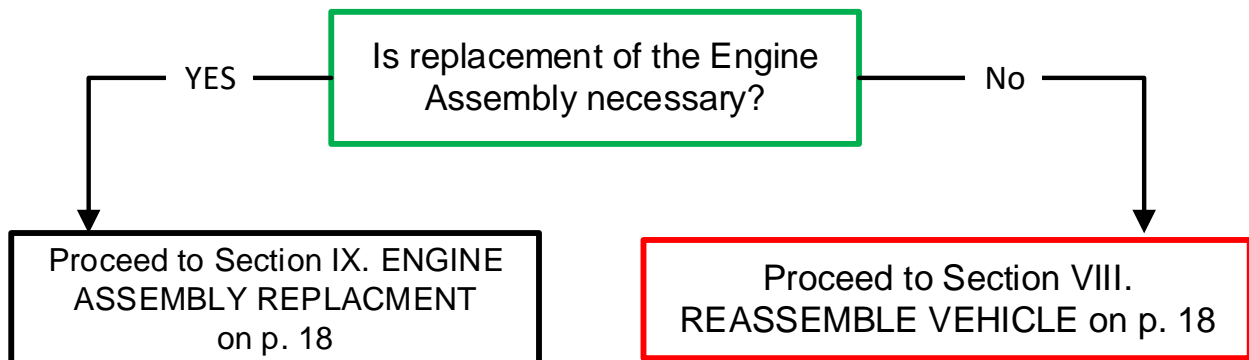 Is replacement of the Engine
Assembly necessary?
YES
No
Proceed to Section IX. ENGINE
ASSEMBLY REPLACMENT
on p. 18
Proceed to Section VIII.
REASSEMBLE VEHICLE on p. 18